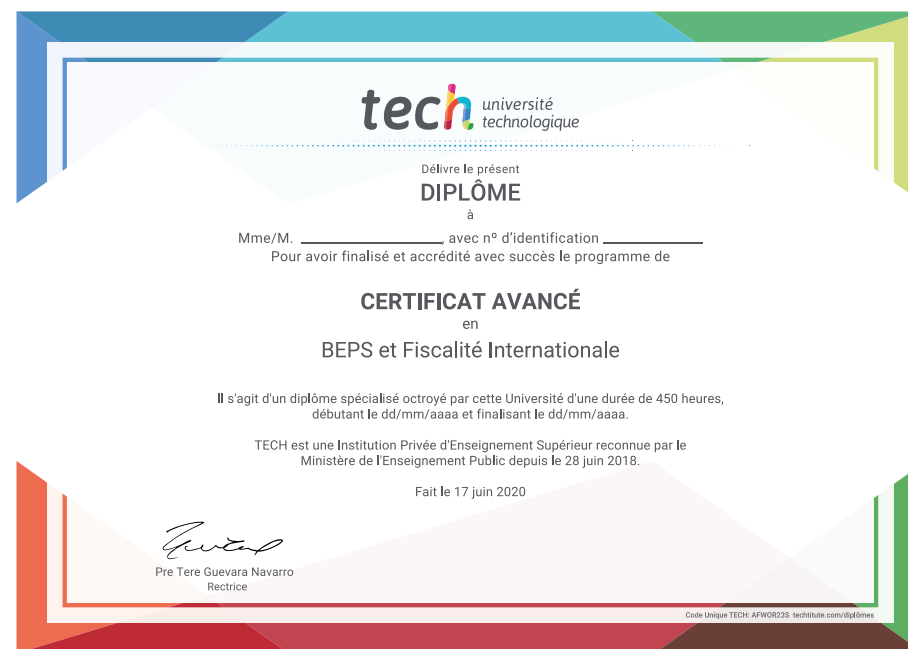 tech université
technologique
Délivre le présent
DIPLÔME
à
Mme/M. ____________________, avec nº d'identification ______________
Pour avoir finalisé et accrédité avec succès le programme de
CERTIFICAT AVANCÉ
en
BEPS et Fiscalité Internationale
Il s'agit d'un diplôme spécialisé octroyé par cette Université d'une durée de 450 heures,
débutant le dd/mm/aaaa et finalisant le dd/mm/aaaa.
TECH est une Institution Privée d'Enseignement Supérieur reconnue par le
Ministère de l'Enseignement Public depuis le 28 juin 2018.
Fait le 17 juin 2020
Pre Tere Guevara Navarro
Rectrice
Code Unique TECH: AFWOR23S techtitute.com/diplômes